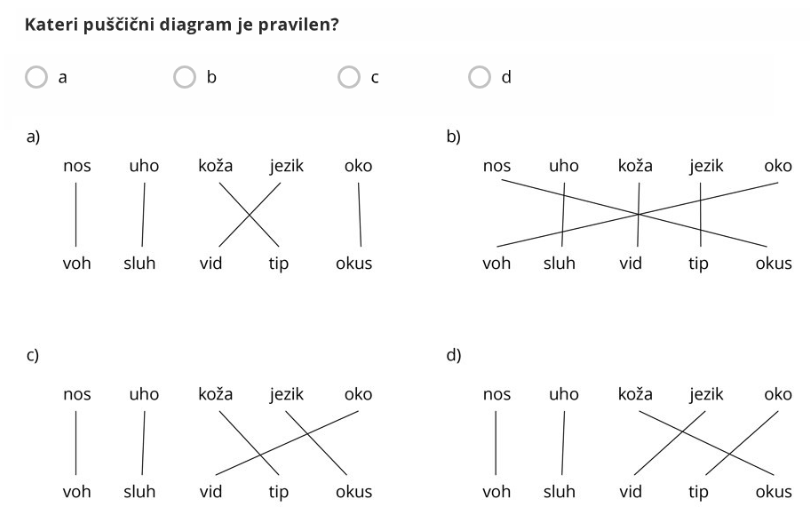 Kateri puščični diagram je pravilen?
a b c d
a)
nos uho koža jezik oko
voh sluh vid tip okus
b)
nos uho koža jezik oko
voh sluh vid tip okus
c)
nos uho koža jezik oko
voh sluh vid tip okus
d)
nos uho koža jezik oko
voh sluh vid tip okus